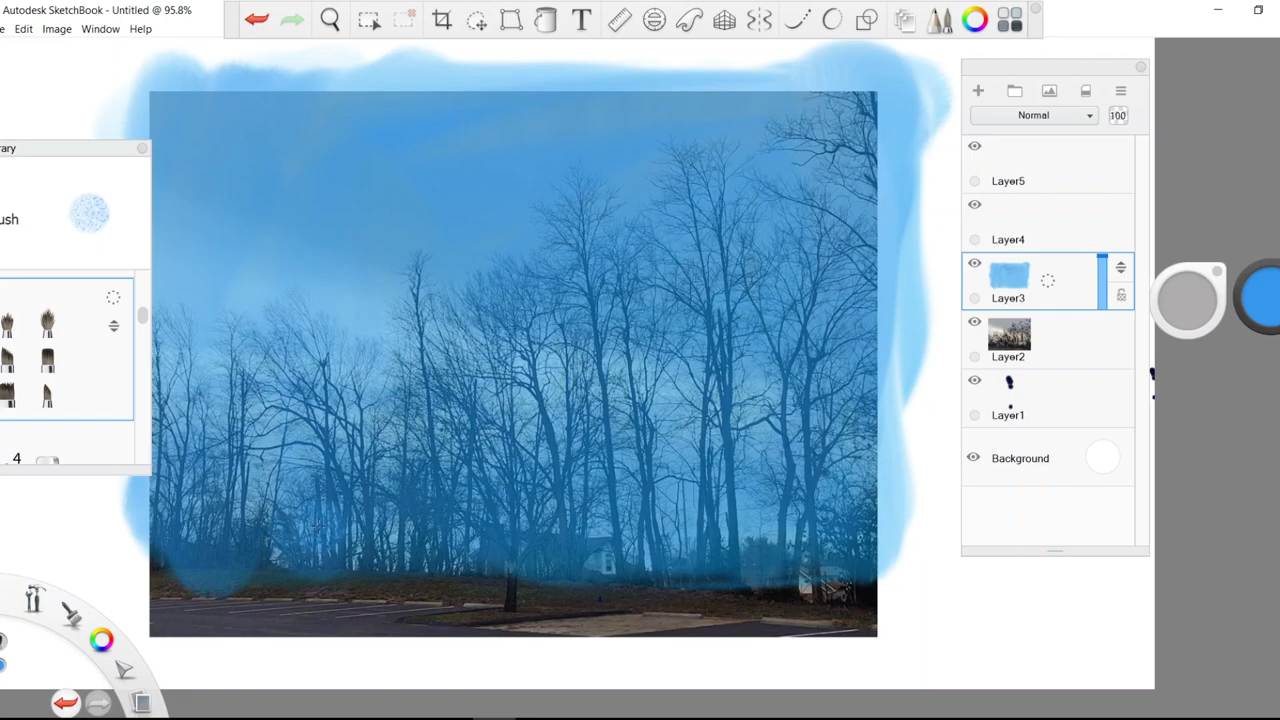 Autodesk SketchBook - Untitled @ 95.8%
e Edit Image Window Help
T
rary
ush
4
Normal 100
Layer5
Layer4
Layer3
Layer2
Layer1
Background